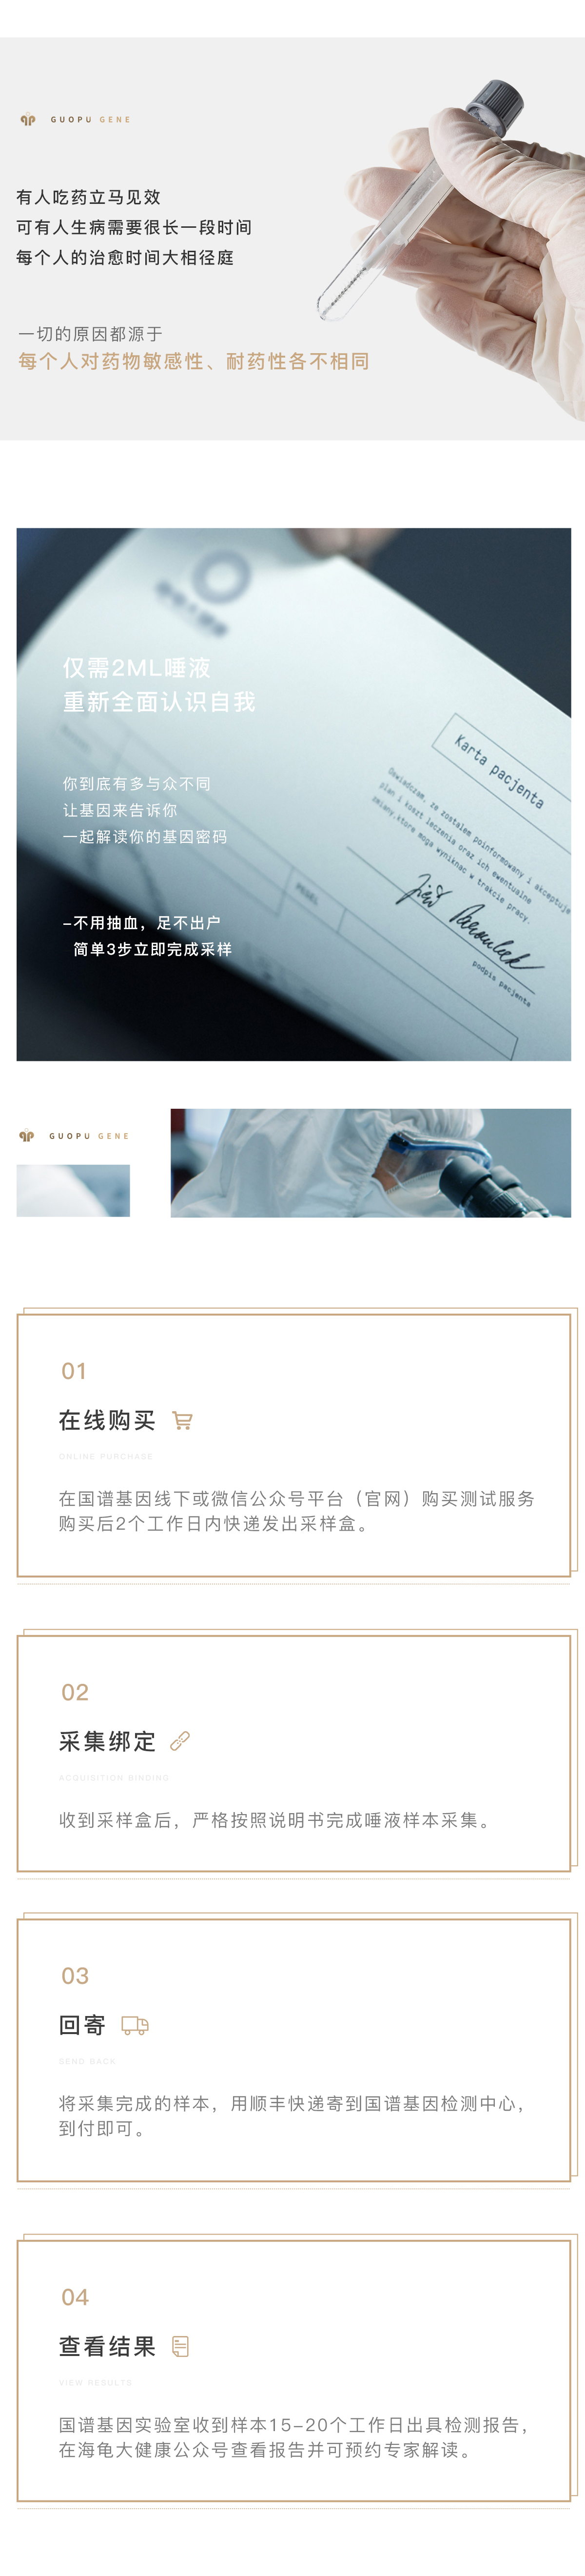 GUOPU GENE
有人吃药立马见效
可有人生病需要很长一段时间
每个人的治愈时间大相径庭
一切的原因都源于
每个人对药物敏感性、耐药性各不相同
仅需2ML唾液
重新全面认识自我
你到底有多与众不同
让基因来告诉你
一起解读你的基因密码
-不用抽血，足不出户
简单3步立即完成采样
Karta pacjenta
Oświadczam, że zostałem poinformowany i akceptuję
plan i koszt leczenia oraz ich ewentualne
zmiany,które mogą wyniknąć w trakcie pracy.
PESEL
podpis pacjenta
GUOPU GENE
01
在线购买
ONLINE PURCHASE
在国谱基因线下或微信公众号平台（官网）购买测试服务
购买后2个工作日内快递发出采样盒。
02
采集绑定
ACQUISITION BINDING
收到采样盒后，严格按照说明书完成唾液样本采集。
03
回寄
SEND BACK
将采集完成的样本，用顺丰快递寄到国谱基因检测中心，
到付即可。
04
查看结果
VIEW RESULTS
国谱基因实验室收到样本15-20个工作日出具检测报告，
在海龟大健康公众号查看报告并可预约专家解读。